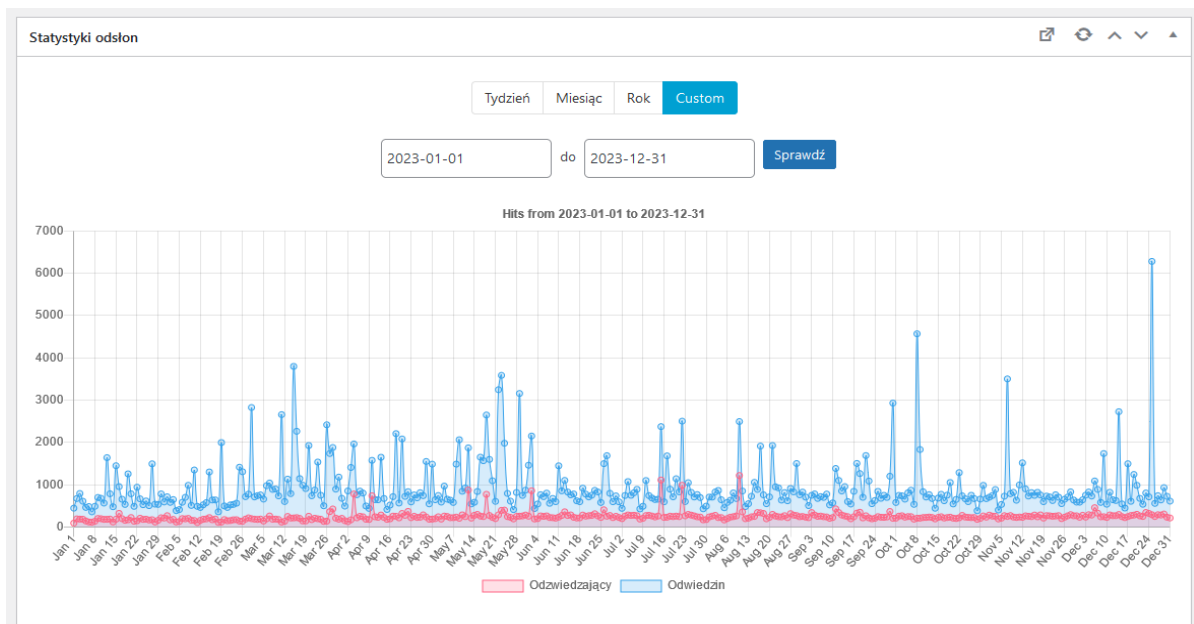 Statystyki odsłon
Tydzień Miesiąc Rok Custom
2023-01-01 do 2023-12-31 Sprawdź
Hits from 2023-01-01 to 2023-12-31
7000
6000
5000
4000
3000
2000
1000
0
Jan 1 Jan 8 Jan 15 Jan 22 Jan 29 Feb 5 Feb 12 Feb 19 Feb 26 Mar 5 Mar 12 Mar 19 Mar 26 Apr 2 Apr 9 Apr 16 Apr 23 Apr 30 May 7 May 14 May 21 May 28 Jun 4 Jun 11 Jun 18 Jun 25 Jul 2 Jul 9 Jul 16 Jul 23 Jul 30 Aug 6 Aug 13 Aug 20 Aug 27 Sep 3 Sep 10 Sep 17 Sep 24 Oct 1 Oct 8 Oct 15 Oct 22 Oct 29 Nov 5 Nov 12 Nov 19 Nov 26 Dec 3 Dec 10 Dec 17 Dec 24 Dec 31
Odzwiedzający Odwiedzin